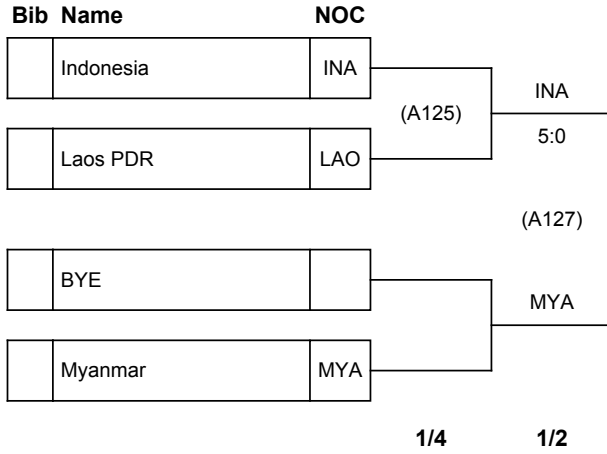 Bib Name NOC
Indonesia INA
(A125)
INA
5:0
Laos PDR LAO
(A127)
BYE
MYA
Myanmar MYA
1/4 1/2